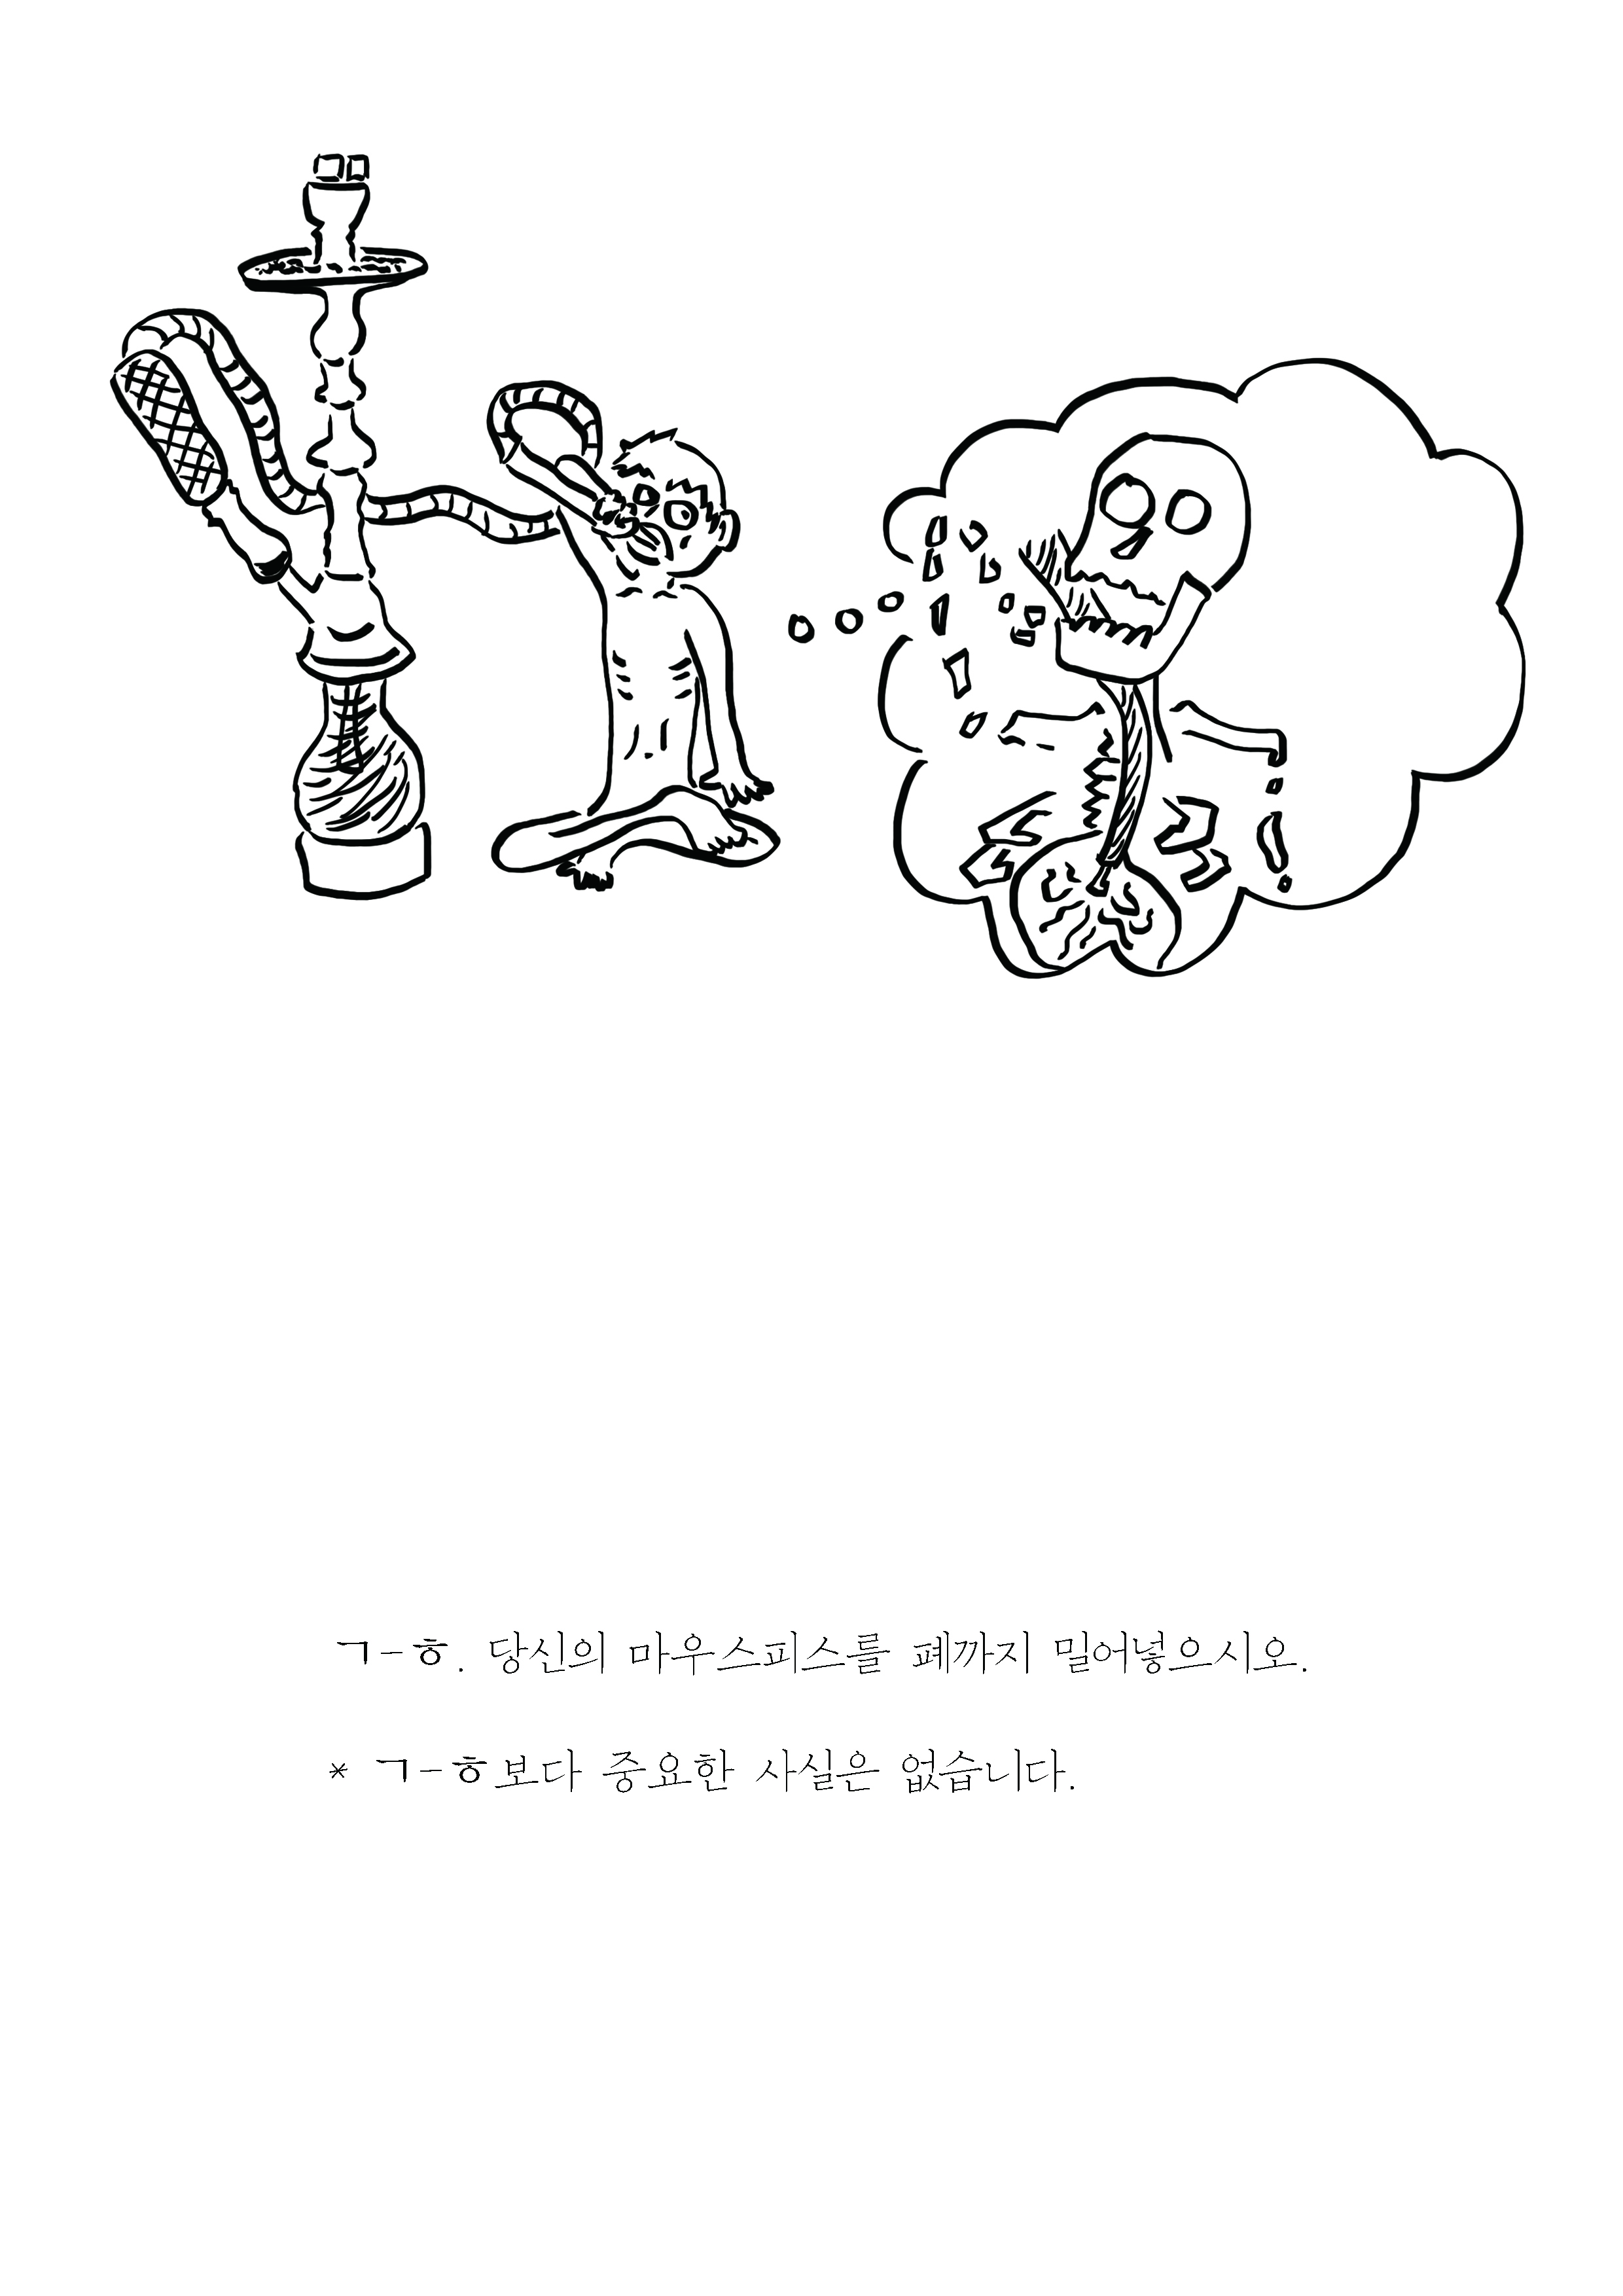 ㄱ-ㅎ. 당신의 마우스피스를 폐까지 밀어넣으시오.
* ㄱ-ㅎ보다 중요한 사실은 없습니다.